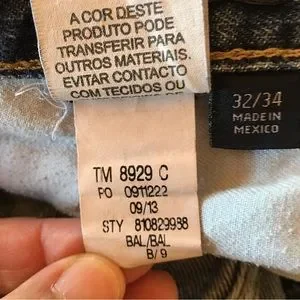 A COR DESTE
PRODUTO PODE
TRANSFERIR PARA
OUTROS MATERIAIS.
EVITAR CONTACTO
COM TECIDOS OU
32/34
MADE IN
MEXICO
TM 8929 C
PO 0911222
09/13
STY 810829988
BAL/BAL
B/9